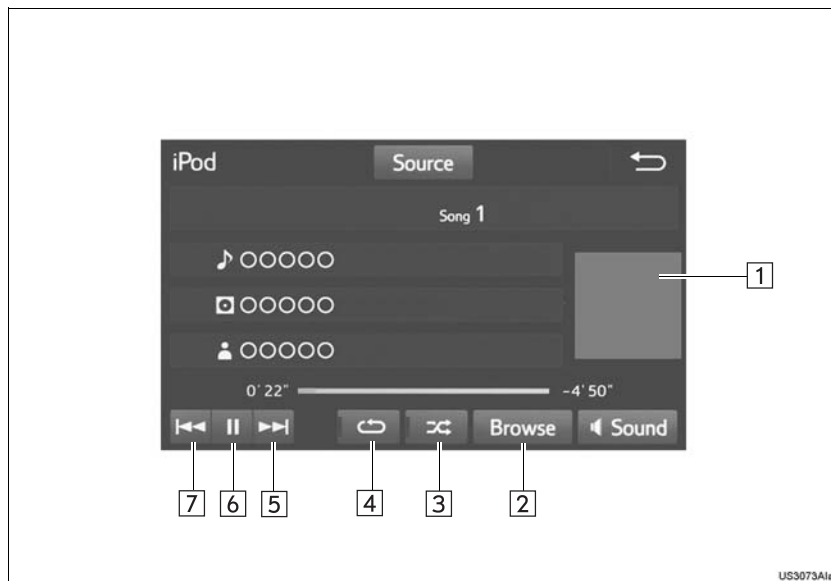 iPod
Source
Song 1
OOOOO
OOOOO
OOOOO
0'22"
-4'50"
Browse
Sound
1
2
3
4
5
6
7
US3073AIa